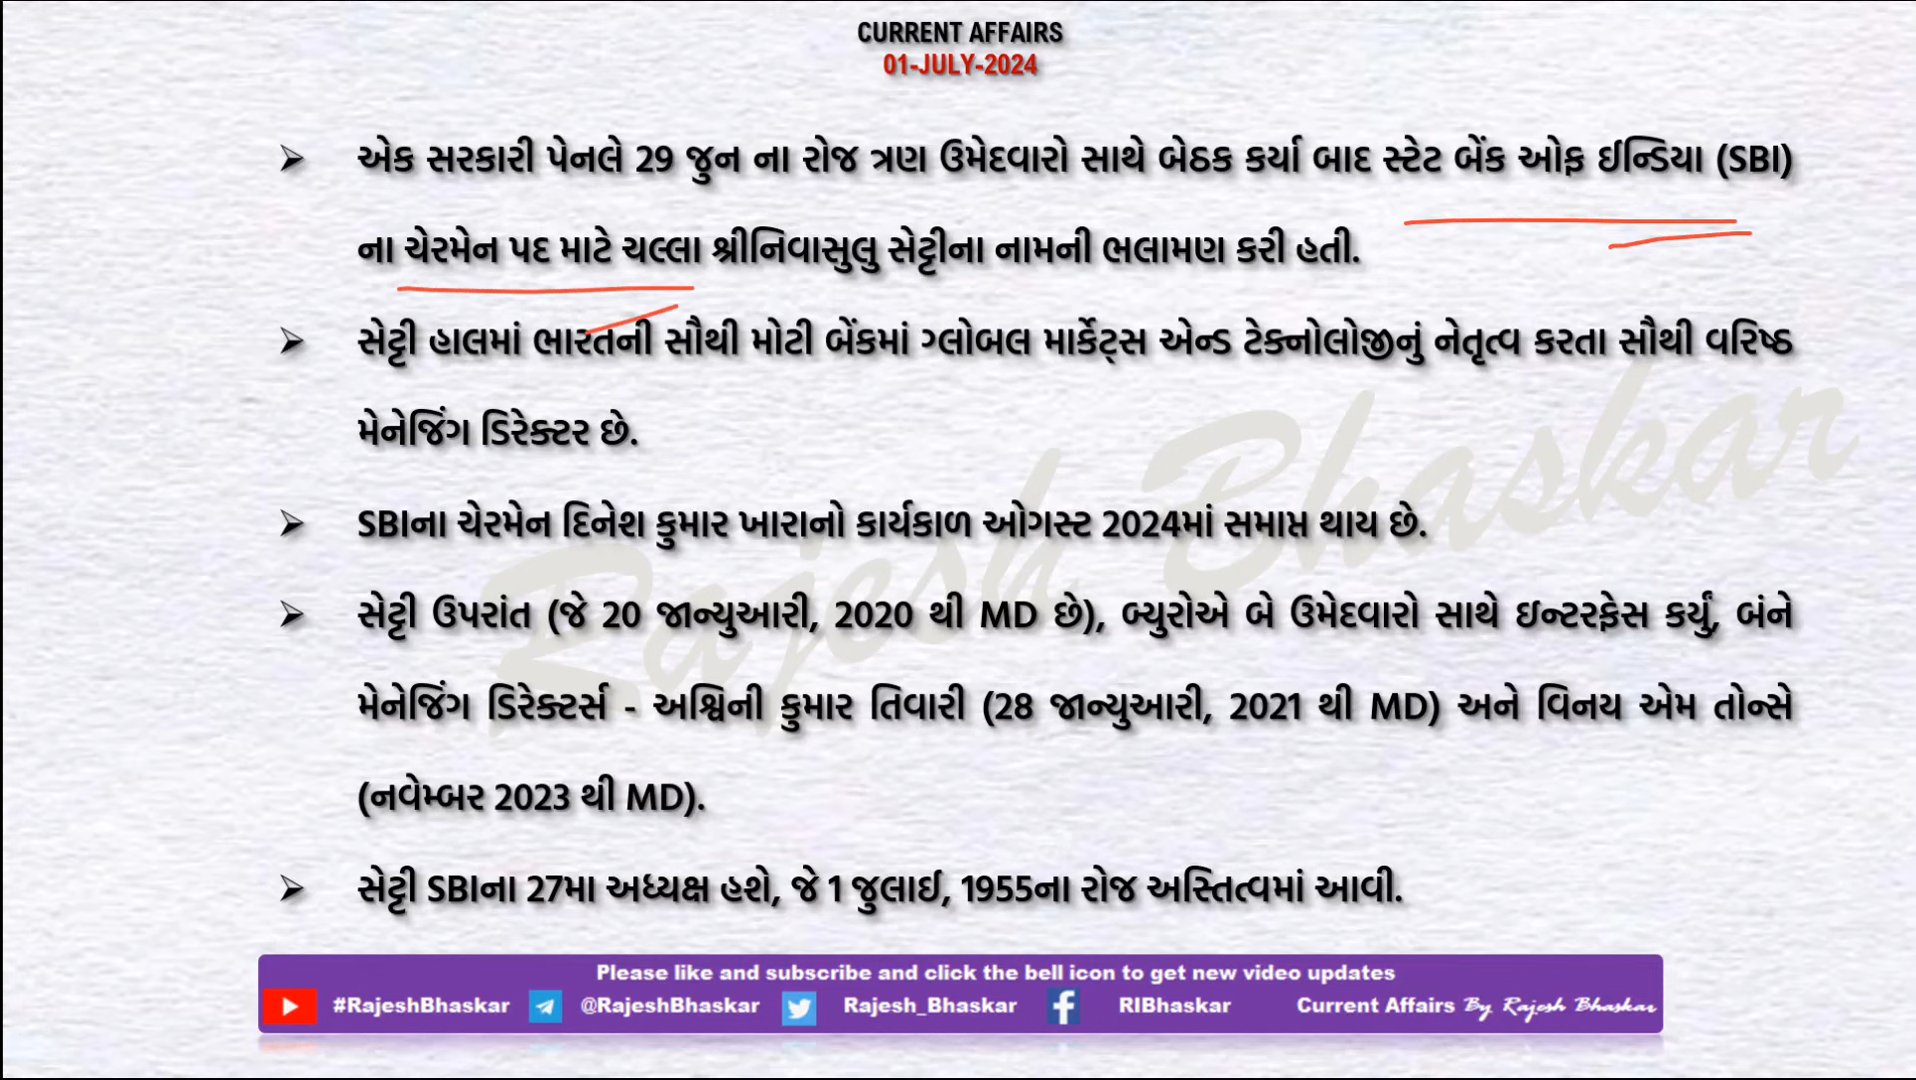 CURRENT AFFAIRS
01-JULY-2024
એક સરકારી પેનલે 29 જુન ના રોજ ત્રણ ઉમેદવારો સાથે બેઠક કર્યા બાદ સ્ટેટ બેંક ઓફ ઈન્ડિયા (SBI)
ના ચેરમેન પદ માટે ચલ્લા શ્રીનિવાસુલુ સેટ્ટીના નામની ભલામણ કરી હતી.
સેટ્ટી હાલમાં ભારતની સૌથી મોટી બેંકમાં ગ્લોબલ માર્કેટ્સ એન્ડ ટેક્નોલોજીનું નેતૃત્વ કરતા સૌથી વરિષ્ઠ
મેનેજિંગ ડિરેક્ટર છે.
SBIના ચેરમેન દિનેશ કુમાર ખારાનો કાર્યકાળ ઓગસ્ટ 2024માં સમાપ્ત થાય છે.
સેટ્ટી ઉપરાંત (જે 20 જાન્યુઆરી, 2020 થી MD છે), બ્યુરોએ બે ઉમેદવારો સાથે ઇન્ટરફેસ કર્યું, બંને
મેનેજિંગ ડિરેક્ટર્સ - અશ્વિની કુમાર તિવારી (28 જાન્યુઆરી, 2021 થી MD) અને વિનય એમ તોન્સે
(નવેમ્બર 2023 થી MD).
સેટ્ટી SBIના 27મા અધ્યક્ષ હશે, જે 1 જુલાઈ, 1955ના રોજ અસ્તિત્વમાં આવી.
Rajesh Bhaskar
Please like and subscribe and click the bell icon to get new video updates
#RajeshBhaskar @RajeshBhaskar Rajesh_Bhaskar RIBhaskar Current Affairs By Rajesh Bhaskar